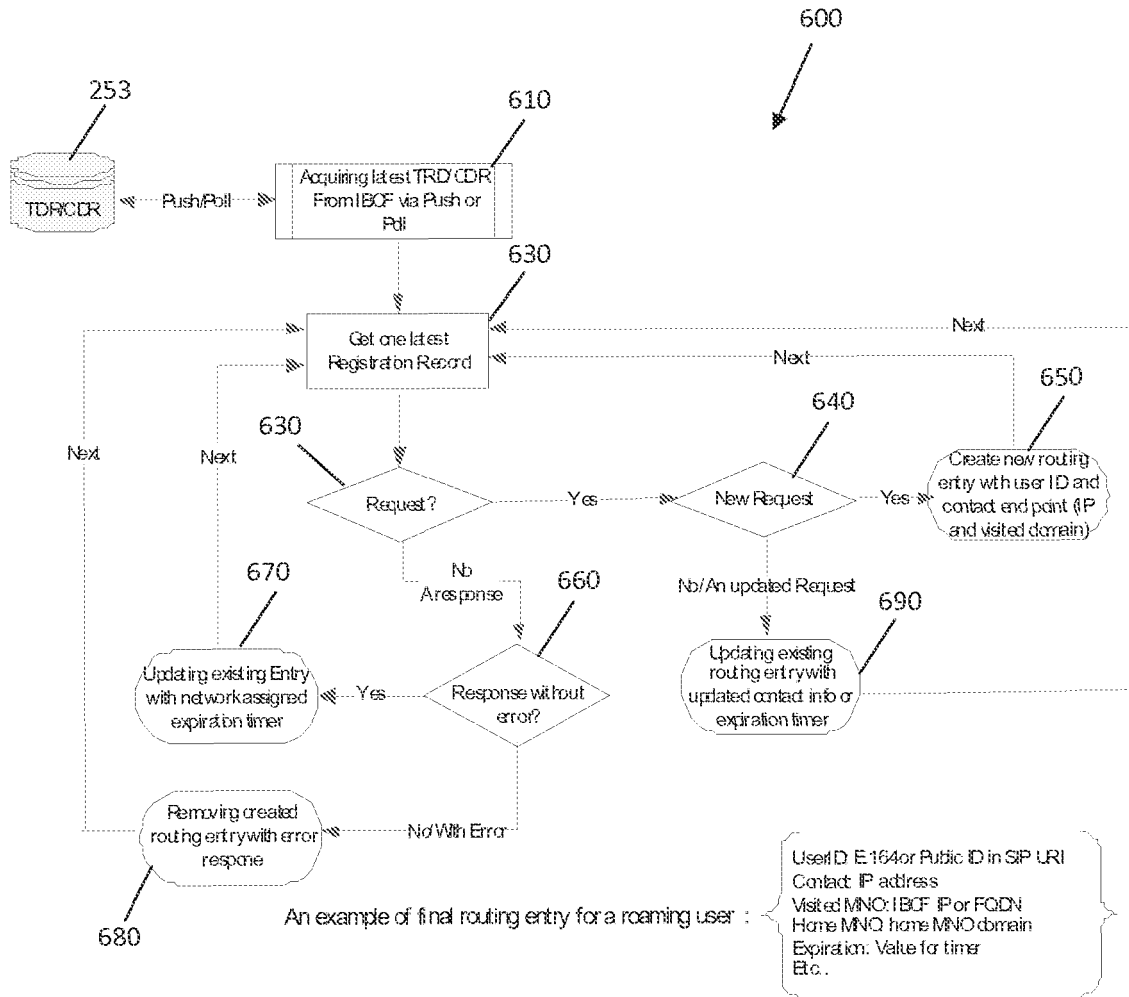 600
253
610
TDR/CDR
Push/Poll
Acquiring latest TRD/CDR
From IBCF via Push or
Poll
630
Get one latest
Registration Record
Next
Next
Next
Next
630
Request?
Yes
640
New Request
Yes
650
Create new routing
entry with user ID and
contact end point (IP
and visited domain)
No
A response
No/An updated Request
670
Updating existing Entry
with network assigned
expiration timer
Yes
660
Response without
error?
690
Updating existing
routing entry with
updated contact info or
expiration timer
Removing created
routing entry with error
respone
680
No/With Error
An example of final routing entry for a roaming user :
UserID: E.164 or Public ID in SIP URI
Contact: IP address
Visited MNO: IBCF IP or FQDN
Home MNO: home MNO domain
Expiration: Value for timer
Etc..